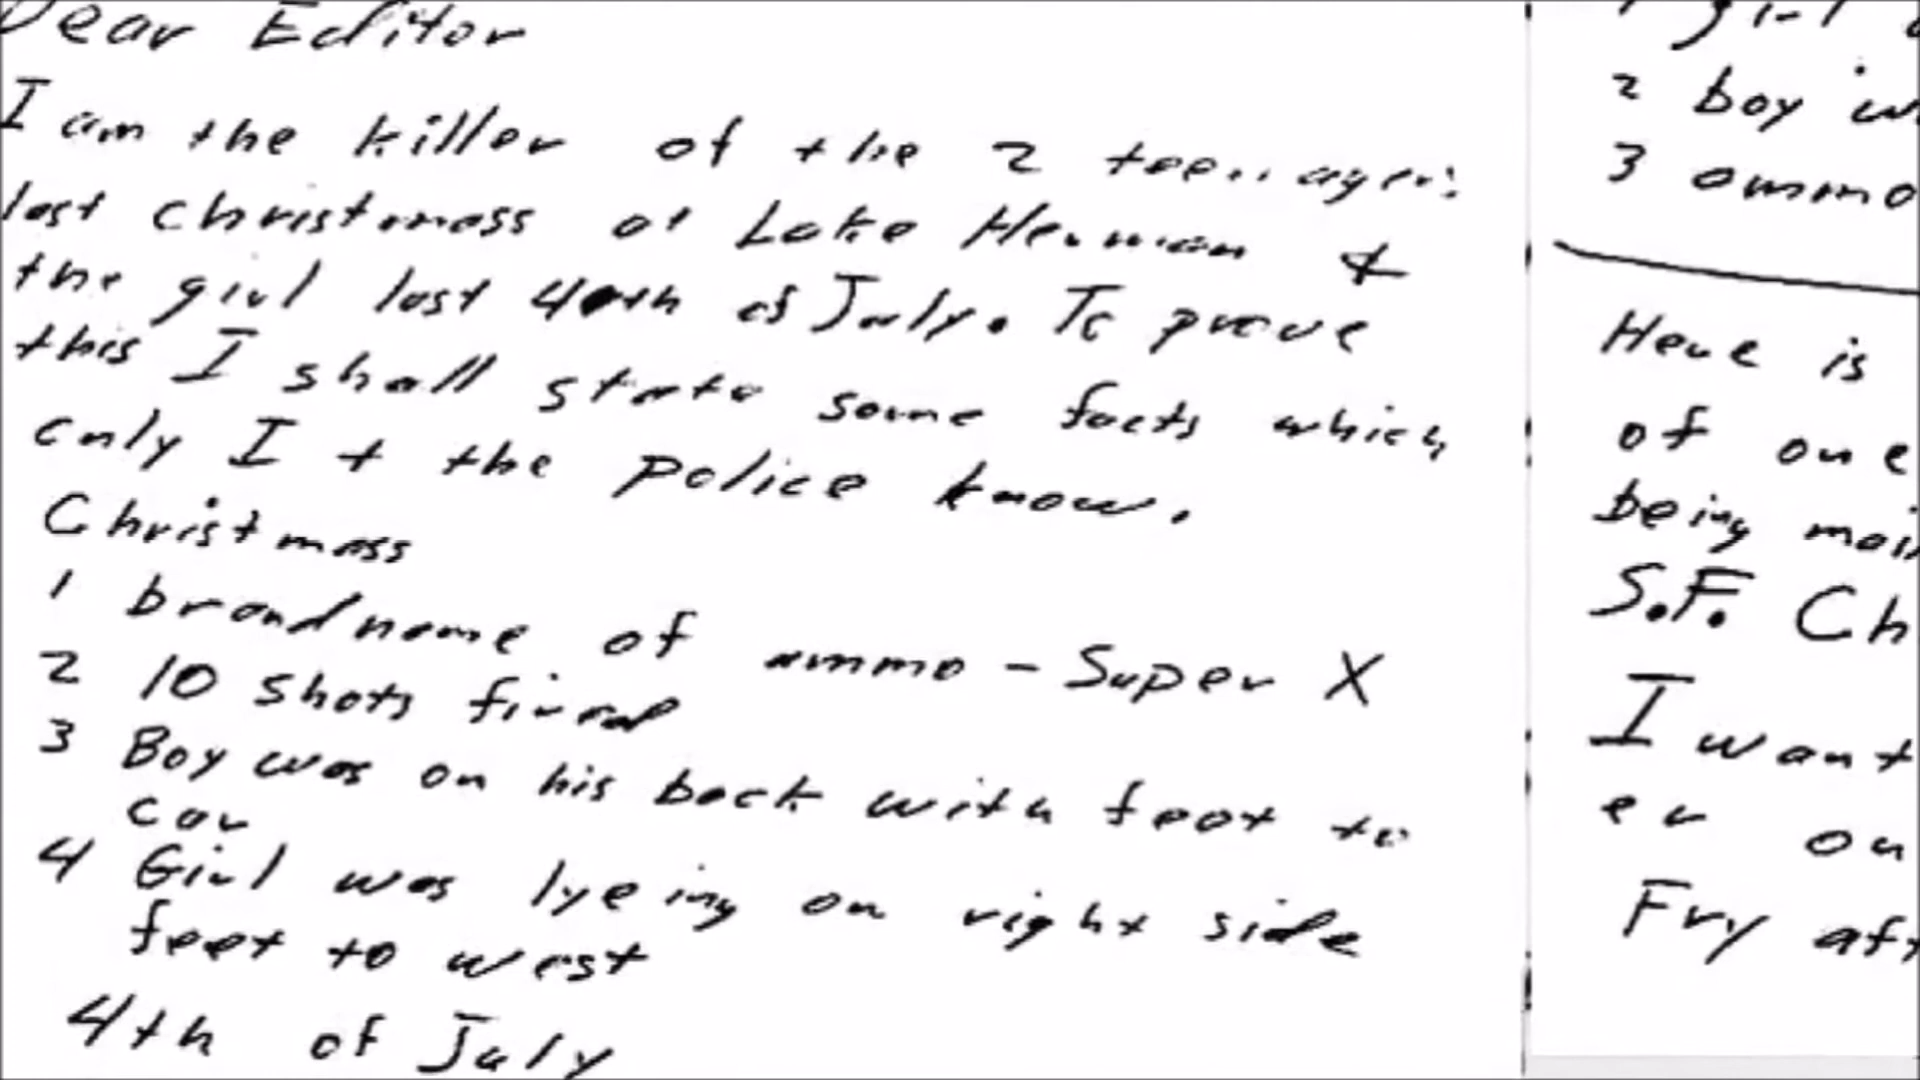 Dear Editor
I am the killer of the 2 teenagers
last christmass at Lake Herman &
the girl last 4th of July. To prove
this I shall state some facts which
only I + the police know.
Christmass
1 brand name of ammo - Super X
2 10 shots fired
3 Boy was on his back with feet to
car
4 Girl was lyeing on right side
feet to west
4th of July
girl
2 boy
3 ammo
Here is
of one
being
S.F. Ch
I want
er on
Fry aft